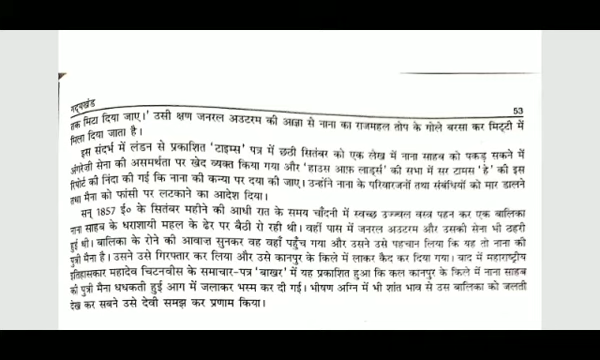 गद्यखंड
53
तक मिटा दिया जाए।' उसी क्षण जनरल अउटरम की आज्ञा से नाना का राजमहल तोप के गोले बरसा कर मिट्टी में
मिला दिया जाता है।
इस संदर्भ में लंडन से प्रकाशित 'टाइम्स' पत्र में छठी सितंबर को एक लेख में नाना साहब को पकड़ सकने में
अंगरेज़ी सेना की असमर्थता पर खेद व्यक्त किया गया और 'हाउस आफ़ लार्ड्स' की सभा में सर टामस 'हे' की इस
रिपोर्ट की निंदा की गई कि नाना की कन्या पर दया की जाए। उन्होंने नाना के परिवारजनों तथा संबंधियों को मार डालने
तथा मैना को फांसी पर लटकाने का आदेश दिया।
सन् 1857 ई० के सितंबर महीने की आधी रात के समय चाँदनी में स्वच्छ उज्ज्वल वस्त्र पहन कर एक बालिका
नाना साहब के धराशायी महल के ढेर पर बैठी रो रही थी। वहीं पास में जनरल अउटरम और उसकी सेना भी ठहरी
हुई थी। बालिका के रोने की आवाज़ सुनकर वह वहाँ पहुँच गया और उसने उसे पहचान लिया कि यह तो नाना की
पुत्री मैना है। उसने उसे गिरफ्तार कर लिया और उसे कानपुर के किले में लाकर कैद कर दिया गया। बाद में महाराष्ट्रीय
इतिहासकार महादेव चिटनवीस के समाचार-पत्र 'बाखर' में यह प्रकाशित हुआ कि कल कानपुर के किले में नाना साहब
की पुत्री मैना धधकती हुई आग में जलाकर भस्म कर दी गई। भीषण अग्नि में भी शांत भाव से उस बालिका को जलती
देख कर सबने उसे देवी समझ कर प्रणाम किया।